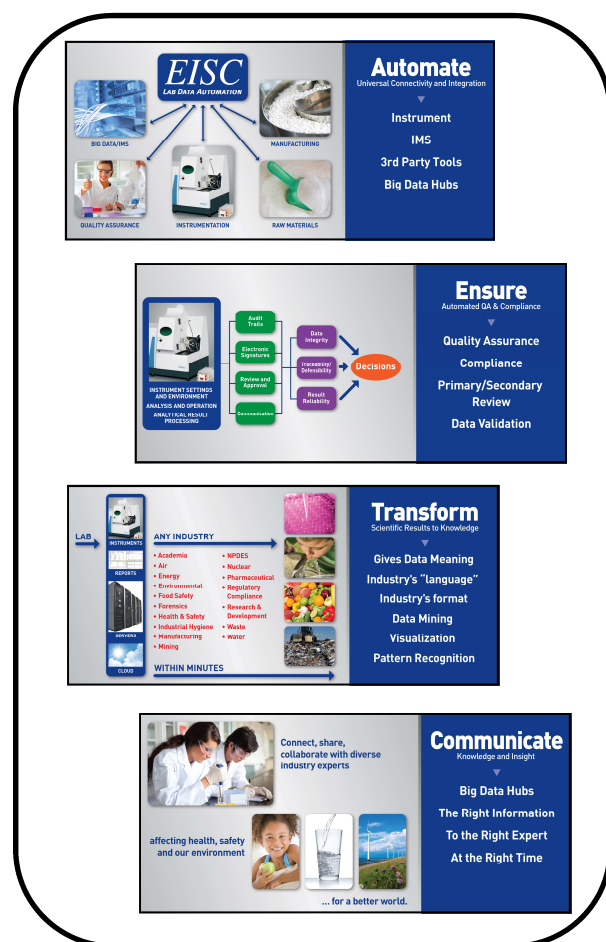 EISC
LAB DATA AUTOMATION
BIG DATA/IMS
MANUFACTURING
QUALITY ASSURANCE
INSTRUMENTATION
RAW MATERIALS
Automate
Universal Connectivity and Integration
Instrument
IMS
3rd Party Tools
Big Data Hubs
INSTRUMENT SETTINGS
AND ENVIRONMENT
ANALYSIS AND OPERATION
ANALYTICAL RESULT
PROCESSING
Audit
Trails
Electronic
Signatures
Review and
Approval
Communication
Data
Integrity
Traceability/
Defensibility
Result
Reliability
Decisions
Ensure
Automated QA & Compliance
Quality Assurance
Compliance
Primary/Secondary
Review
Data Validation
LAB
INSTRUMENTS
REPORTS
SERVERS
CLOUD
ANY INDUSTRY
• Academia
• Air
• Energy
• Environmental
• Food Safety
• Forensics
• Health & Safety
• Industrial Hygiene
• Manufacturing
• Mining
• NPDES
• Nuclear
• Pharmaceutical
• Regulatory
Compliance
• Research &
Development
• Waste
• Water
WITHIN MINUTES
Transform
Scientific Results to Knowledge
Gives Data Meaning
Industry's "language"
Industry's format
Data Mining
Visualization
Pattern Recognition
Connect, share,
collaborate with diverse
industry experts
affecting health, safety
and our environment
... for a better world.
Communicate
Knowledge and Insight
Big Data Hubs
The Right Information
To the Right Expert
At the Right Time